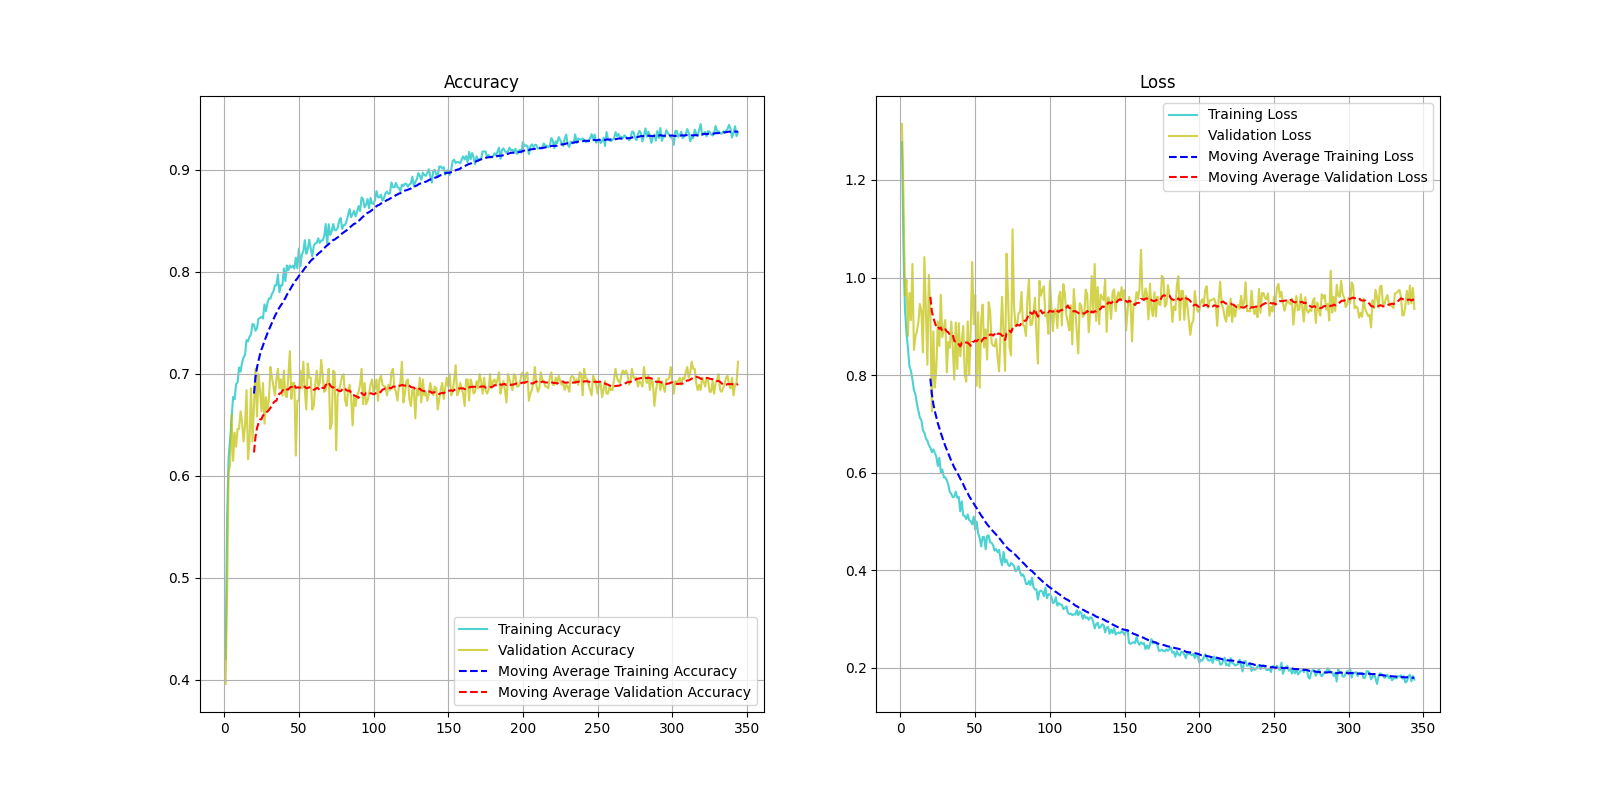 Accuracy
0.9
0.8
0.7
0.6
0.5
0.4
0 50 100 150 200 250 300 350
Training Accuracy
Validation Accuracy
Moving Average Training Accuracy
Moving Average Validation Accuracy
Loss
1.2
1.0
0.8
0.6
0.4
0.2
0 50 100 150 200 250 300 350
Training Loss
Validation Loss
Moving Average Training Loss
Moving Average Validation Loss